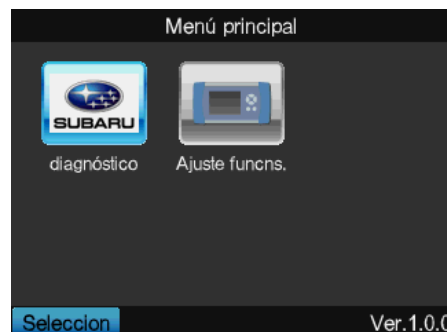 Menú principal
SUBARU
diagnóstico Ajuste funcns.
Seleccion Ver.1.0.0